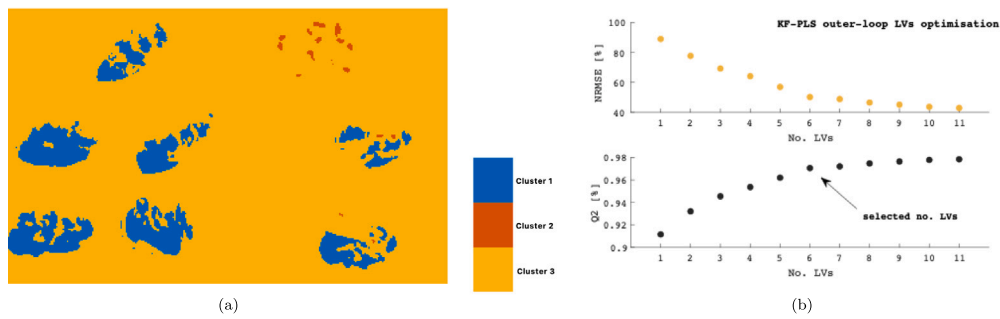 Cluster 1
Cluster 2
Cluster 3
(a)
KF-PLS outer-loop LVs optimisation
NRMSE [%]
100
80
60
40
1 2 3 4 5 6 7 8 9 10 11
No. LVs
Q2 [%]
0.98
0.96
0.94
0.92
0.9
selected no. LVs
1 2 3 4 5 6 7 8 9 10 11
No. LVs
(b)